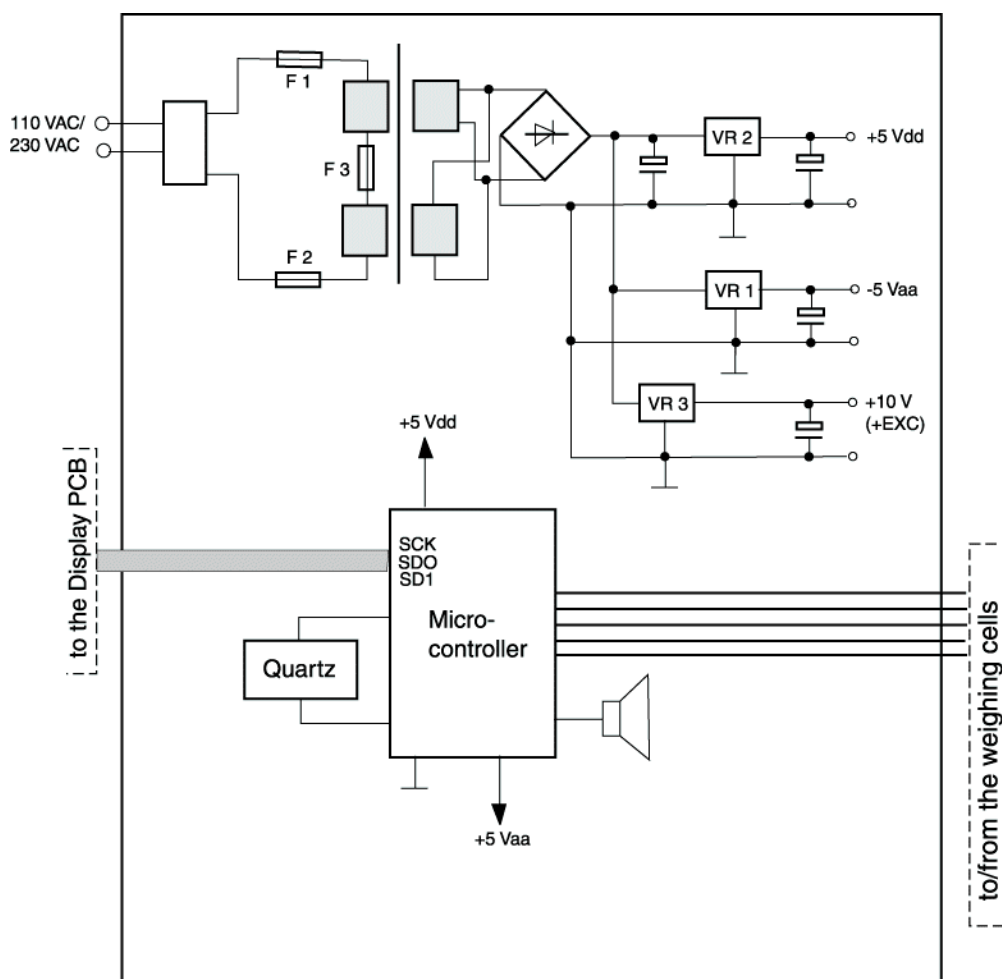 F 1
110 VAC/
230 VAC
F 3
F 2
VR 2
+5 Vdd
VR 1
-5 Vaa
VR 3
+10 V
(+EXC)
+5 Vdd
to the Display PCB
SCK
SDO
SD1
Micro-
controller
Quartz
to/from the weighing cells
+5 Vaa